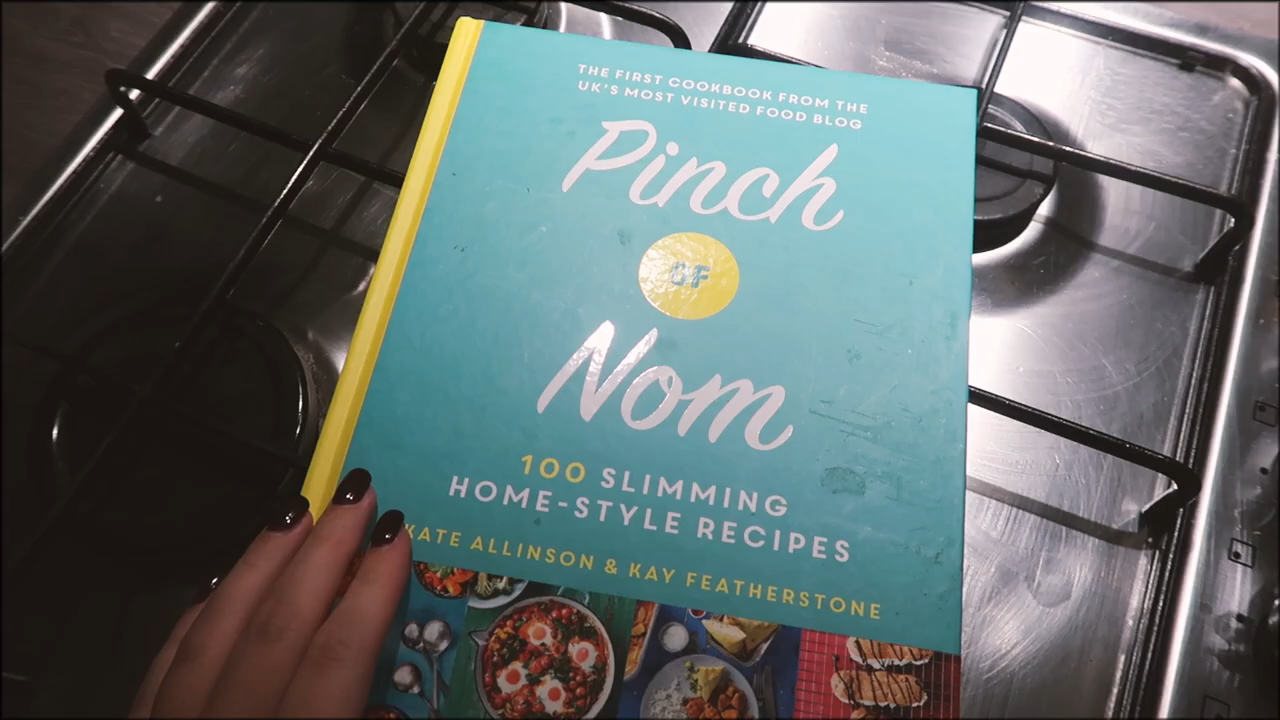 THE FIRST COOKBOOK FROM THE
UK'S MOST VISITED FOOD BLOG
Pinch
OF
Nom
100 SLIMMING
HOME-STYLE RECIPES
KATE ALLINSON & KAY FEATHERSTONE